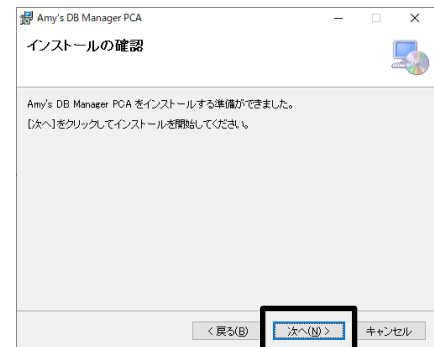 Amy's DB Manager PCA
インストールの確認
Amy's DB Manager PCA をインストールする準備ができました。
[次へ]をクリックしてインストールを開始してください。
< 戻る(B) 次へ(N) > キャンセル